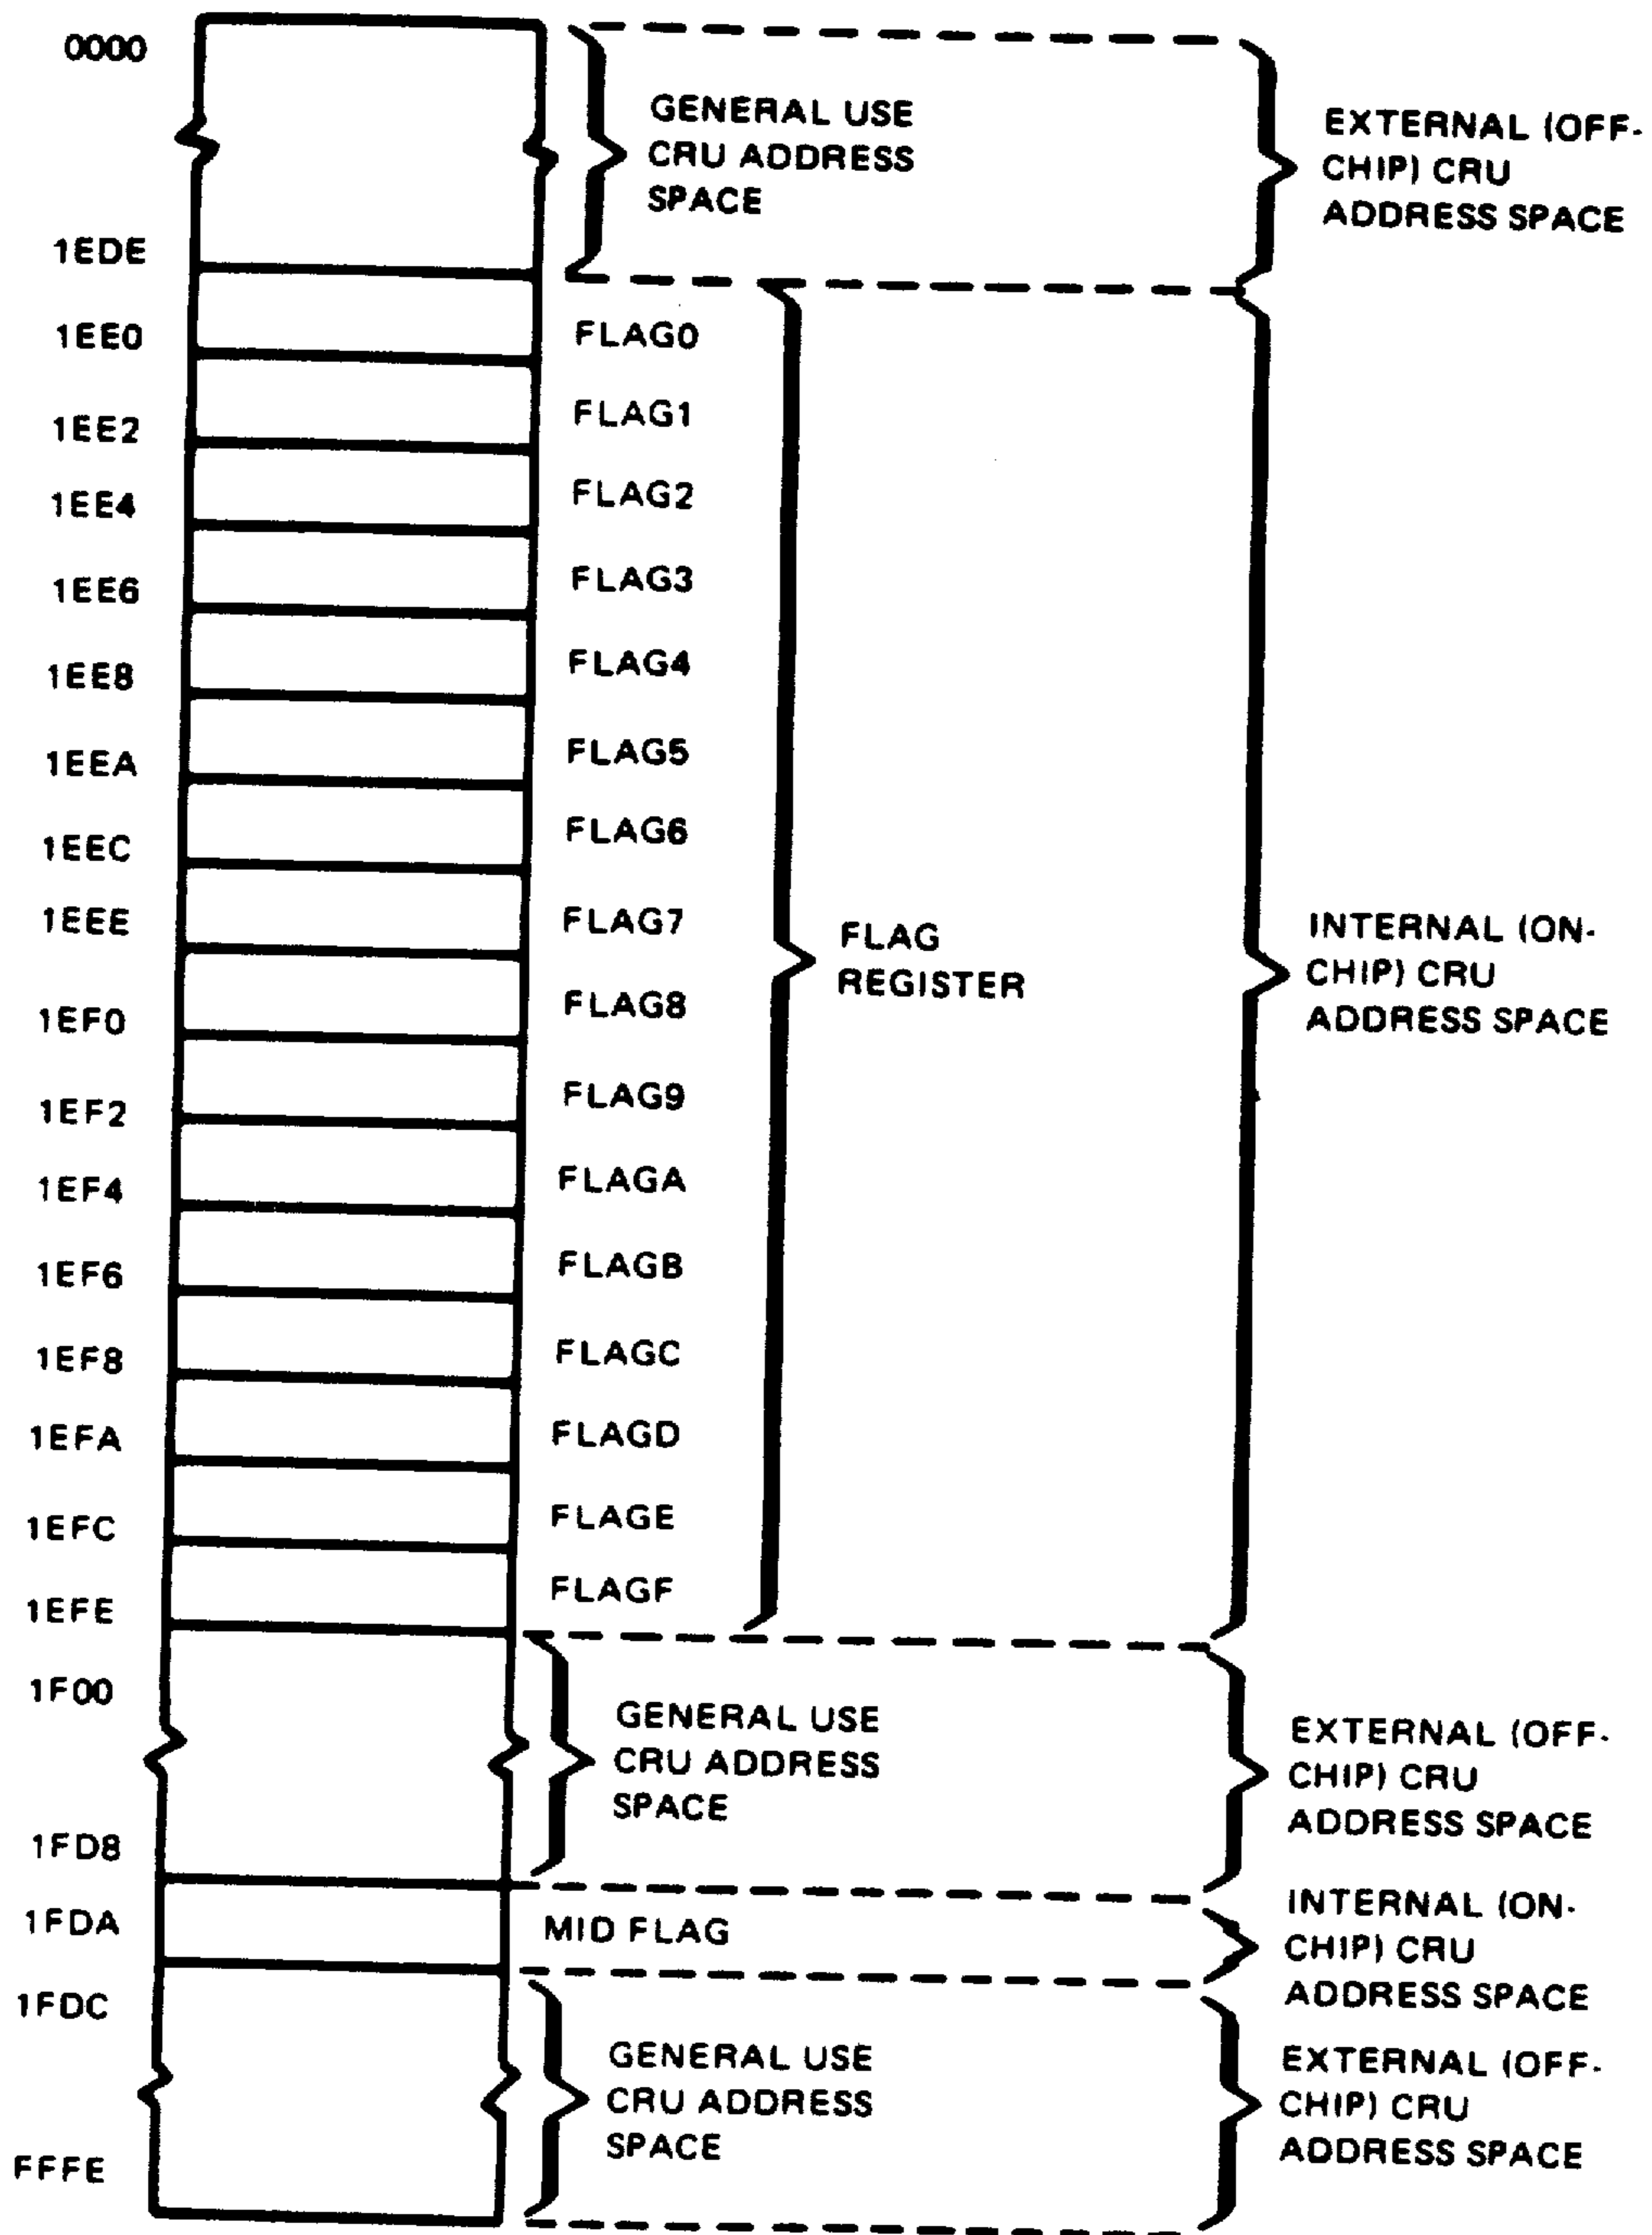 0000
GENERAL USE
CRU ADDRESS
SPACE
EXTERNAL (OFF-
CHIP) CRU
ADDRESS SPACE
1EDE
1EE0
FLAG0
1EE2
FLAG1
1EE4
FLAG2
1EE6
FLAG3
1EE8
FLAG4
1EEA
FLAG5
1EEC
FLAG6
1EEE
FLAG7
FLAG
REGISTER
INTERNAL (ON-
CHIP) CRU
ADDRESS SPACE
1EF0
FLAG8
1EF2
FLAG9
1EF4
FLAGA
1EF6
FLAGB
1EF8
FLAGC
1EFA
FLAGD
1EFC
FLAGE
1EFE
FLAGF
1F00
GENERAL USE
CRU ADDRESS
SPACE
EXTERNAL (OFF-
CHIP) CRU
ADDRESS SPACE
1FD8
1FDA
MID FLAG
INTERNAL (ON-
CHIP) CRU
ADDRESS SPACE
1FDC
GENERAL USE
CRU ADDRESS
SPACE
EXTERNAL (OFF-
CHIP) CRU
ADDRESS SPACE
FFFE